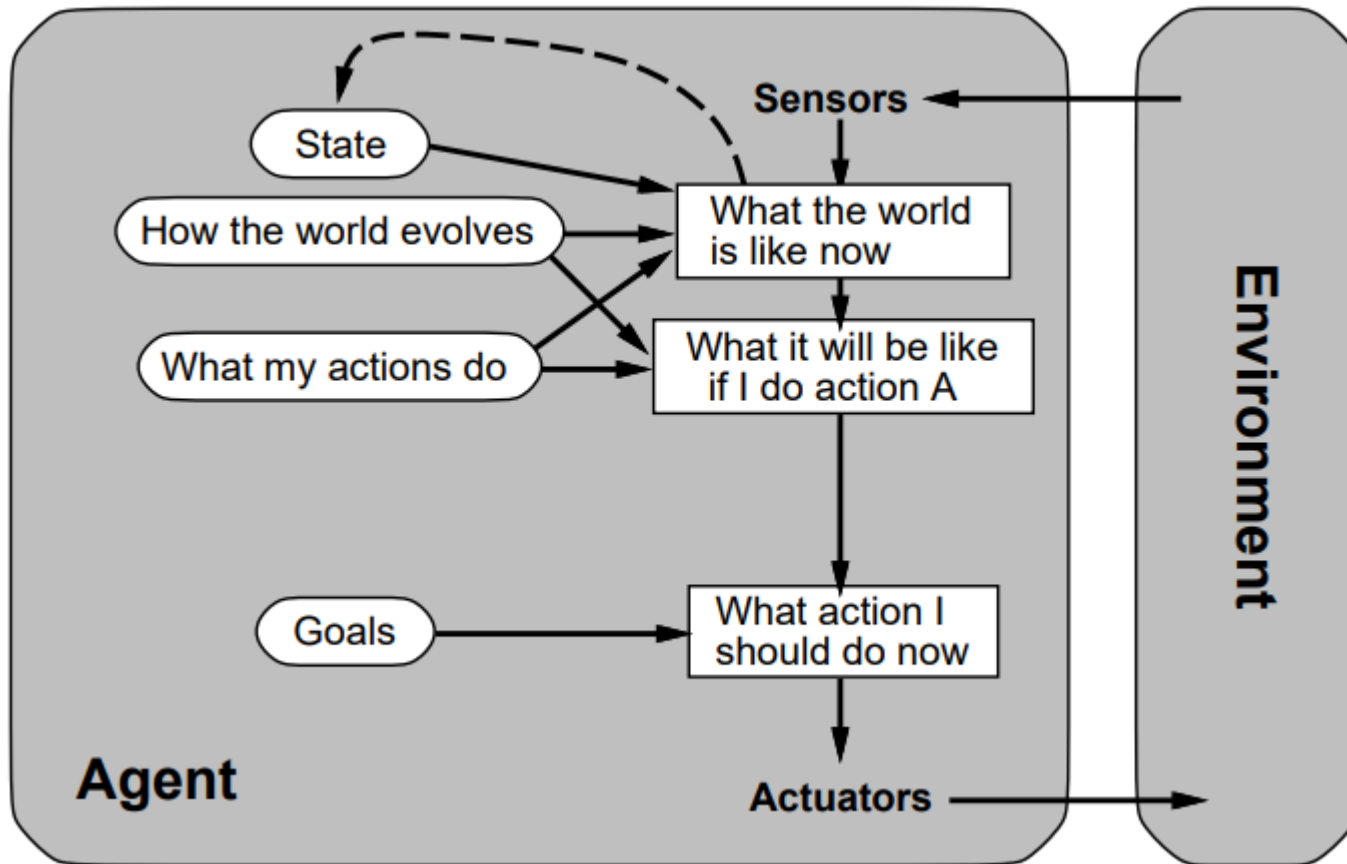 Sensors
State
What the world
is like now
How the world evolves
What my actions do
What it will be like
if I do action A
Goals
What action I
should do now
Agent
Actuators
Environment